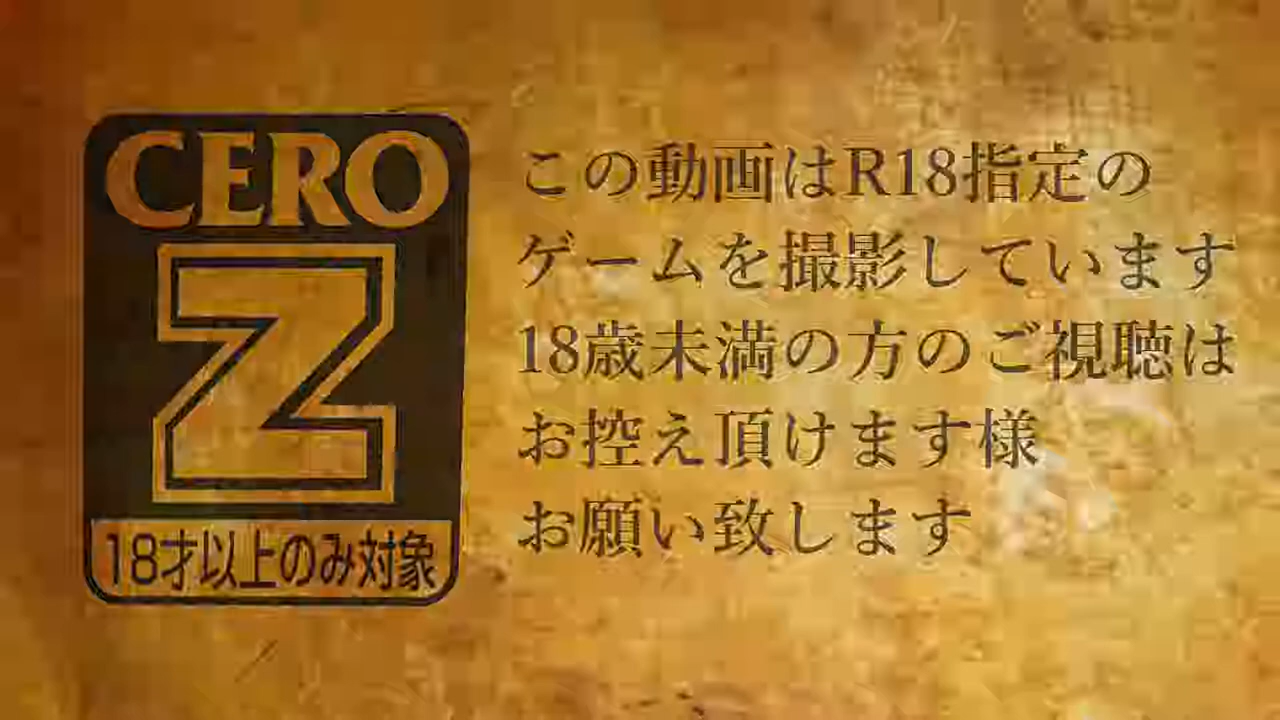 CERO
Z
18才以上のみ対象
この動画はR18指定の
ゲームを撮影しています
18歳未満の方のご視聴は
お控え頂けます様
お願い致します